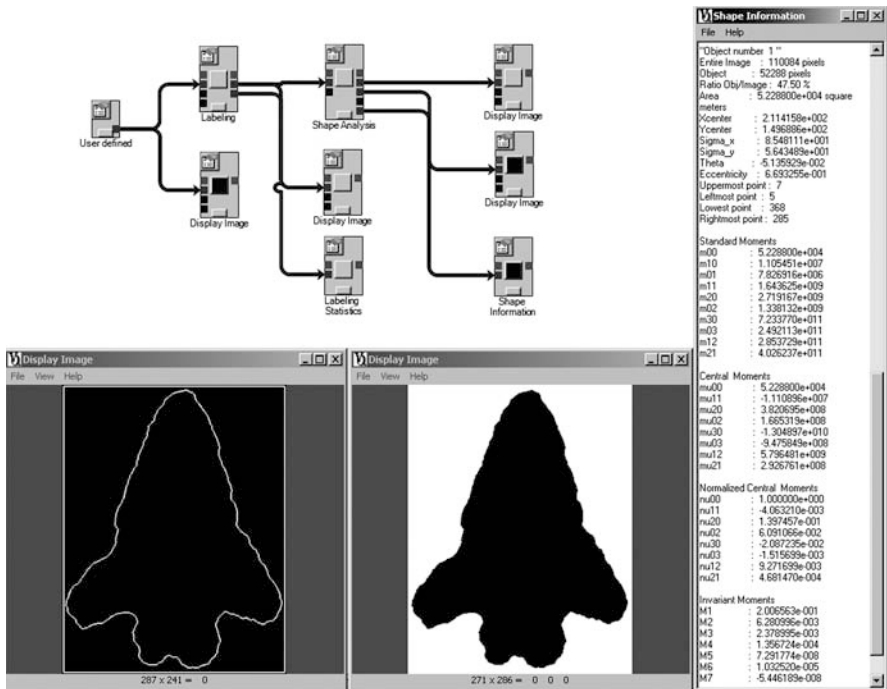 User defined
Labeling
Display Image
Shape Analysis
Display Image
Labeling
Statistics
Display Image
Display Image
Shape
Information
Display Image
File View Help
287 x 241 = 0
Display Image
File View Help
271 x 286 = 0 0 0
Shape Information
File Help
"Object number 1 "
Entire Image : 110084 pixels
Object : 52288 pixels
Ratio Obj/Image : 47.50 %
Area : 5.228800e+004 square
meters
Xcenter : 2.114158e+002
Ycenter : 1.496886e+002
Sigma_x : 8.548111e+001
Sigma_y : 5.643489e+001
Theta : -5.135929e-002
Eccentricity : 6.693255e-001
Uppermost point : 7
Leftmost point : 5
Lowest point : 368
Rightmost point : 285
Standard Moments
m00 : 5.228800e+004
m10 : 1.105451e+007
m01 : 7.826916e+006
m11 : 1.643625e+009
m20 : 2.719167e+009
m02 : 1.338132e+009
m30 : 7.233770e+011
m03 : 2.492113e+011
m12 : 2.853729e+011
m21 : 4.026237e+011
Central Moments
mu00 : 5.228800e+004
mu11 : -1.110896e+007
mu20 : 3.820695e+008
mu02 : 1.665319e+008
mu30 : -1.304897e+010
mu03 : -9.475849e+008
mu12 : 5.796481e+009
mu21 : 2.926761e+008
Normalized Central Moments
nu00 : 1.000000e+000
nu11 : -4.063210e-003
nu20 : 1.397457e-001
nu02 : 6.091066e-002
nu30 : -2.087235e-002
nu03 : -1.515699e-003
nu12 : 9.271699e-003
nu21 : 4.681470e-004
Invariant Moments
M1 : 2.006563e-001
M2 : 6.280996e-003
M3 : 2.378995e-003
M4 : 1.356724e-004
M5 : 7.291774e-008
M6 : 1.032520e-005
M7 : -5.446189e-008